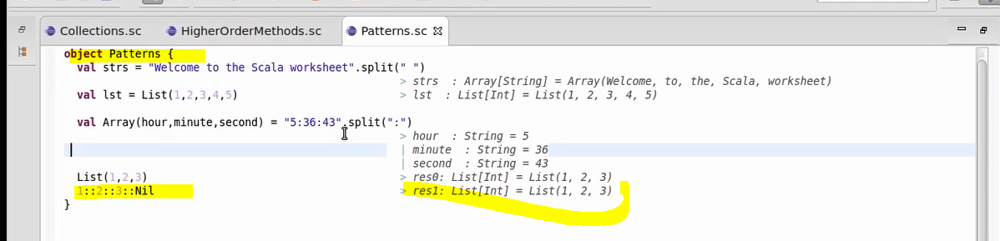 Collections.sc HigherOrderMethods.sc Patterns.sc
object Patterns {
val strs = "Welcome to the Scala worksheet".split(" ")
> strs : Array[String] = Array(Welcome, to, the, Scala, worksheet)
val lst = List(1,2,3,4,5) > lst : List[Int] = List(1, 2, 3, 4, 5)
val Array(hour,minute,second) = "5:36:43".split(":")
> hour : String = 5
| minute : String = 36
| second : String = 43
List(1,2,3) > res0: List[Int] = List(1, 2, 3)
1::2::3::Nil > res1: List[Int] = List(1, 2, 3)
}